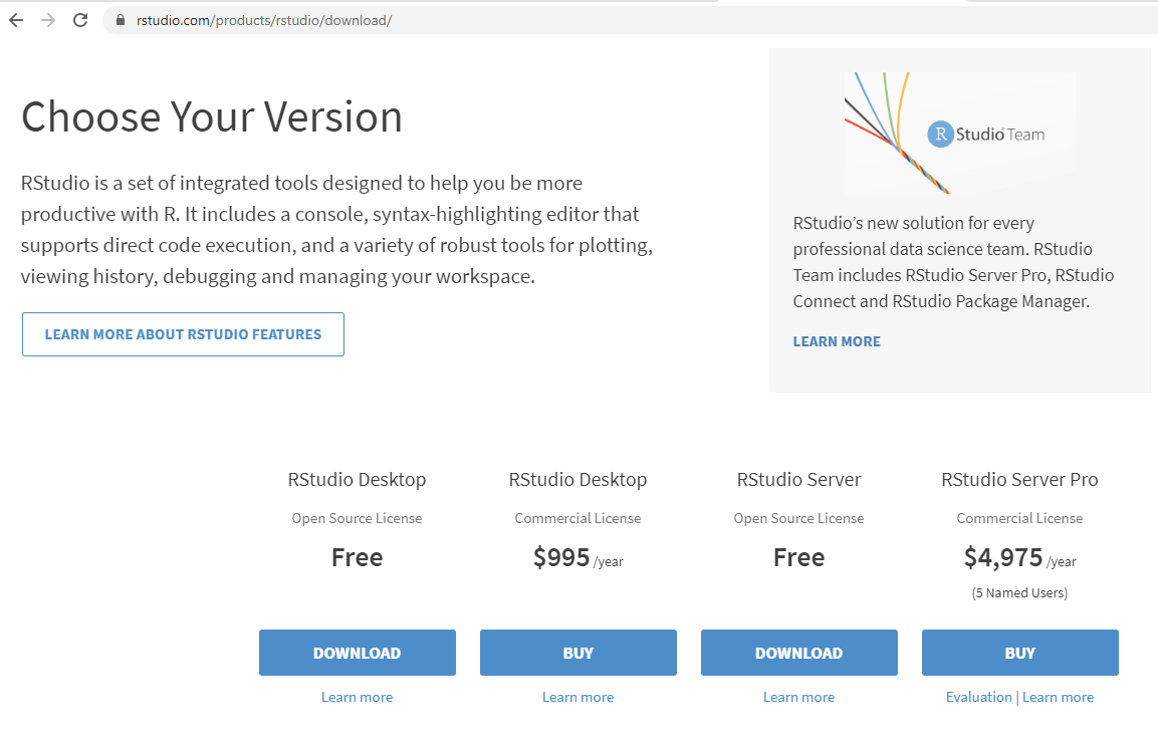 rstudio.com/products/rstudio/download/
Choose Your Version
RStudio is a set of integrated tools designed to help you be more
productive with R. It includes a console, syntax-highlighting editor that
supports direct code execution, and a variety of robust tools for plotting,
viewing history, debugging and managing your workspace.
LEARN MORE ABOUT RSTUDIO FEATURES
R Studio Team
RStudio’s new solution for every
professional data science team. RStudio
Team includes RStudio Server Pro, RStudio
Connect and RStudio Package Manager.
LEARN MORE
RStudio Desktop
Open Source License
Free
DOWNLOAD
Learn more
RStudio Desktop
Commercial License
$995 /year
BUY
Learn more
RStudio Server
Open Source License
Free
DOWNLOAD
Learn more
RStudio Server Pro
Commercial License
$4,975 /year
(5 Named Users)
BUY
Evaluation | Learn more